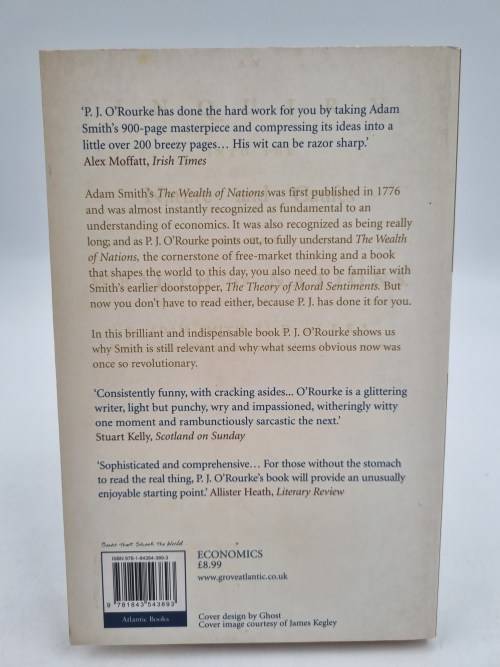 ‘P. J. O’Rourke has done the hard work for you by taking Adam
Smith’s 900-page masterpiece and compressing its ideas into a
little over 200 breezy pages… His wit can be razor sharp.’
Alex Moffatt, Irish Times
Adam Smith’s The Wealth of Nations was first published in 1776
and was almost instantly recognized as fundamental to an
understanding of economics. It was also recognized as being really
long; and as P. J. O’Rourke points out, to fully understand The Wealth
of Nations, the cornerstone of free-market thinking and a book
that shapes the world to this day, you also need to be familiar with
Smith’s earlier doorstopper, The Theory of Moral Sentiments. But
now you don’t have to read either, because P. J. has done it for you.
In this brilliant and indispensable book P. J. O’Rourke shows us
why Smith is still relevant and why what seems obvious now was
once so revolutionary.
‘Consistently funny, with cracking asides... O’Rourke is a glittering
writer, light but punchy, wry and impassioned, witheringly witty
one moment and rambunctiously sarcastic the next.’
Stuart Kelly, Scotland on Sunday
‘Sophisticated and comprehensive… For those without the stomach
to read the real thing, P. J. O’Rourke’s book will provide an unusually
enjoyable starting point.’ Allister Heath, Literary Review
Books that Shook the World
ISBN 978-1-84354-389-3
9 781843 543893
Atlantic Books
ECONOMICS
£8.99
www.groveatlantic.co.uk
Cover design by Ghost
Cover image courtesy of James Kegley